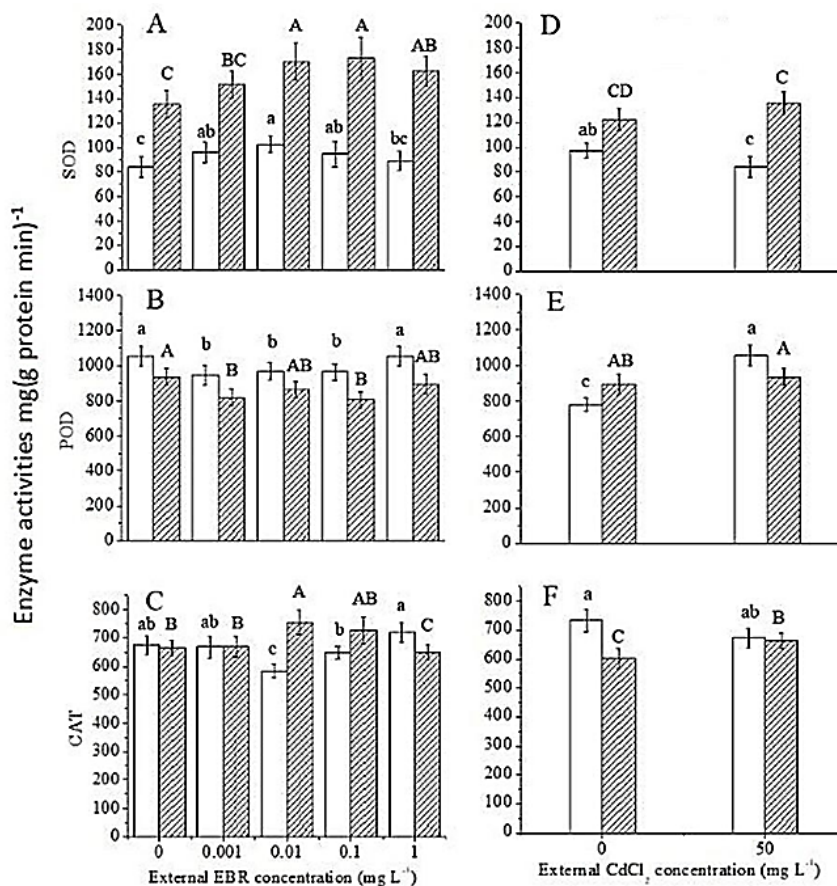 Enzyme activities mg(g protein min)⁻¹
A
SOD
200
180
160
140
120
100
80
60
40
20
0
c C ab BC a A ab A bc AB
D
200
180
160
140
120
100
80
60
40
20
0
ab CD c C
B
POD
1400
1200
1000
800
600
400
200
0
a A b B b AB b B a AB
E
1400
1200
1000
800
600
400
200
0
c AB a A
C
CAT
700
600
500
400
300
200
100
0
ab B ab B c A b AB a C
0 0.001 0.01 0.1 1
External EBR concentration (mg L⁻¹)
F
700
600
500
400
300
200
100
0
a C ab B
0 50
External CdCl₂ concentration (mg L⁻¹)